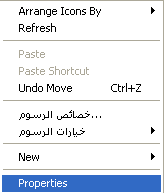 Arrange Icons By
Refresh
Paste
Paste Shortcut
Undo Move Ctrl+Z
خصائص الرسوم...
خيارات الرسوم
New
Properties